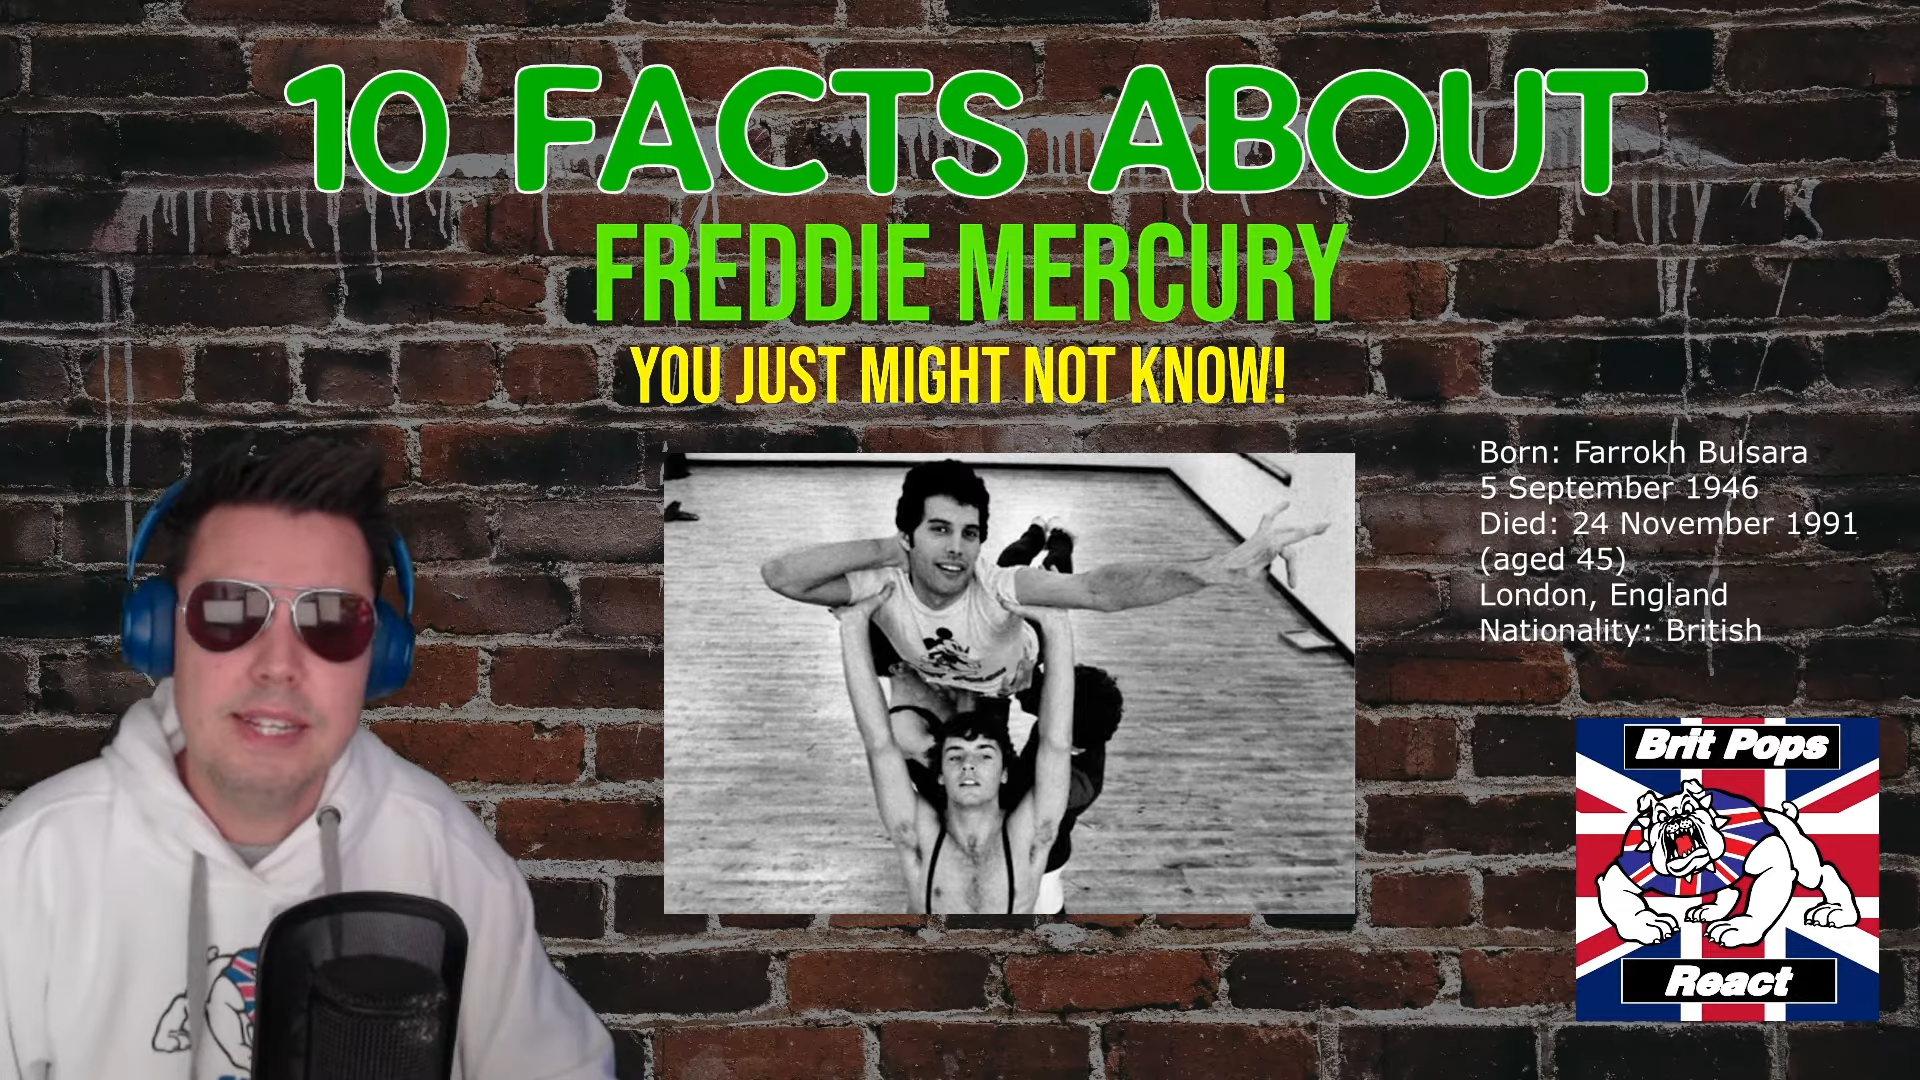 10 FACTS ABOUT
FREDDIE MERCURY
YOU JUST MIGHT NOT KNOW!
Born: Farrokh Bulsara
5 September 1946
Died: 24 November 1991
(aged 45)
London, England
Nationality: British
Brit Pops
React